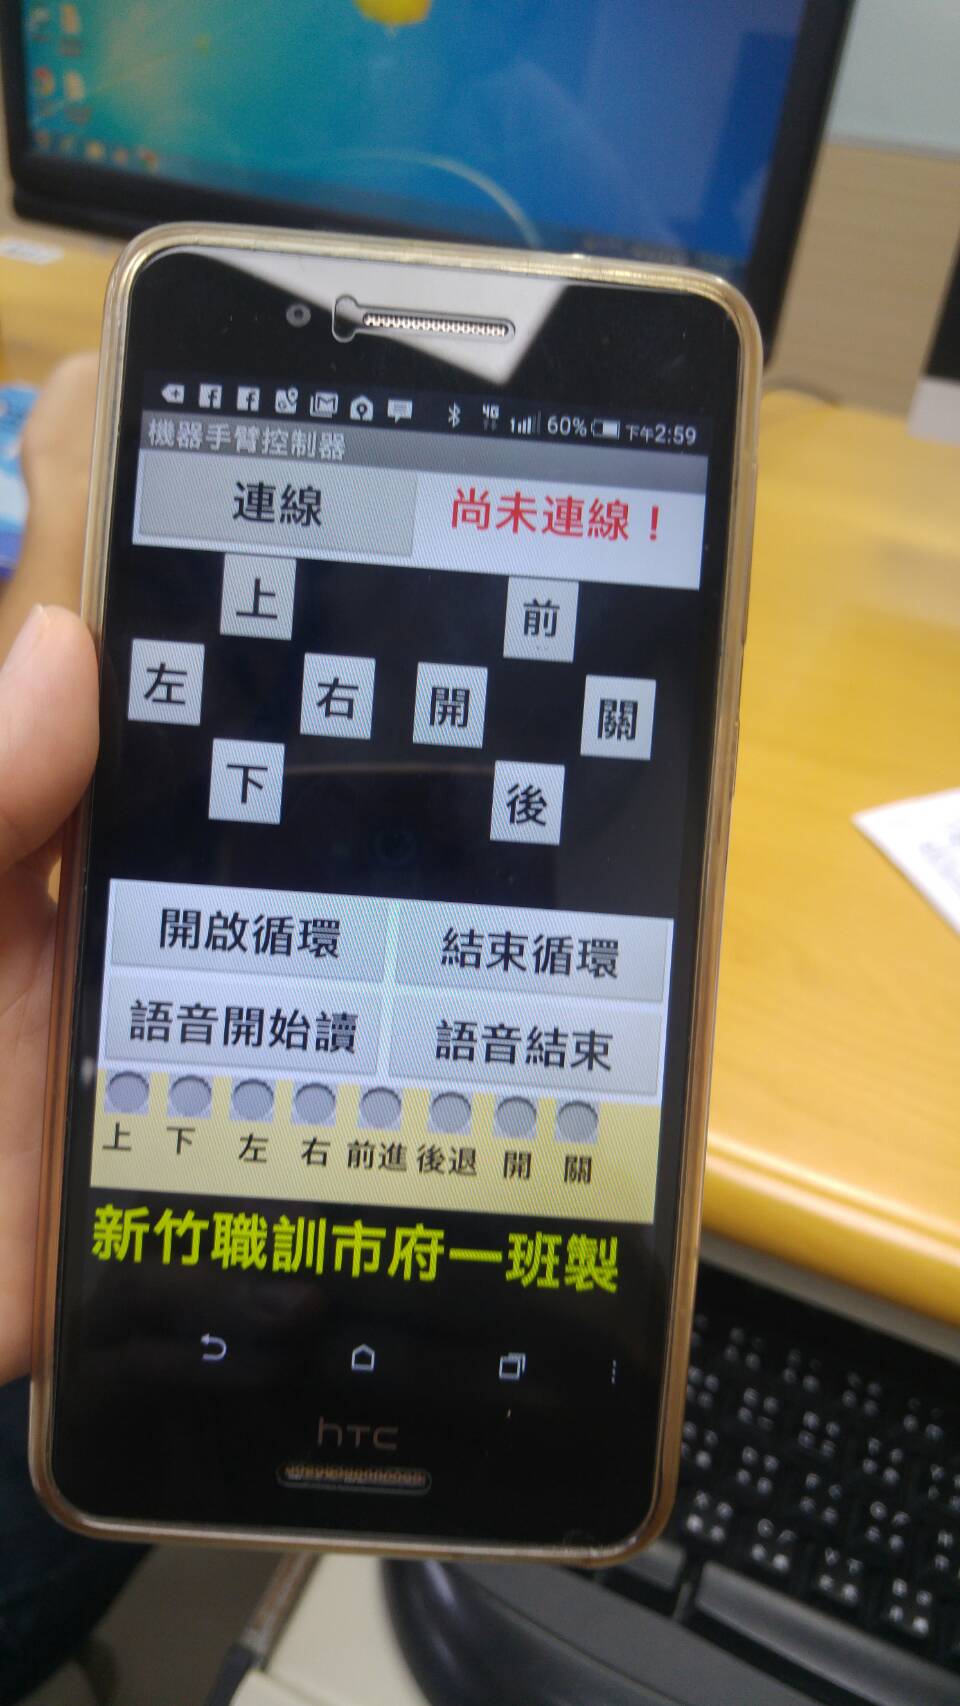 4G 60% 下午2:59
機器手臂控制器
連線 尚未連線！
上 前
左 右 開 關
下 後
開啟循環 結束循環
語音開始讀 語音結束
上 下 左 右 前進 後退 開 關
新竹職訓市府一班製
hTC